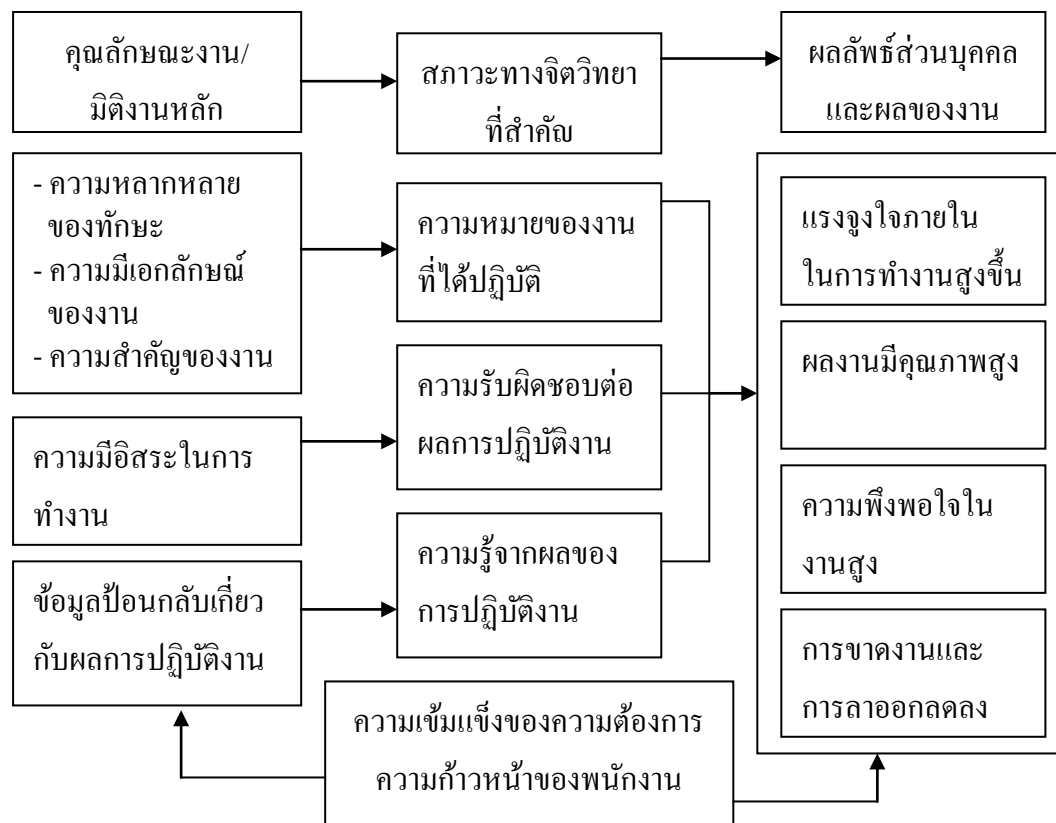 คุณลักษณะงาน/
มิติงานหลัก
สภาวะทางจิตวิทยา
ที่สำคัญ
ผลลัพธ์ส่วนบุคคล
และผลของงาน
- ความหลากหลาย
ของทักษะ
- ความมีเอกลักษณ์
ของงาน
- ความสำคัญของงาน
ความหมายของงาน
ที่ได้ปฏิบัติ
แรงจูงใจภายใน
ในการทำงานสูงขึ้น
ผลงานมีคุณภาพสูง
ความมีอิสระในการ
ทำงาน
ความรับผิดชอบต่อ
ผลการปฏิบัติงาน
ความพึงพอใจใน
งานสูง
ข้อมูลป้อนกลับเกี่ยว
กับผลการปฏิบัติงาน
ความรู้จากผลของ
การปฏิบัติงาน
การขาดงานและ
การลาออกลดลง
ความเข้มแข็งของความต้องการ
ความก้าวหน้าของพนักงาน